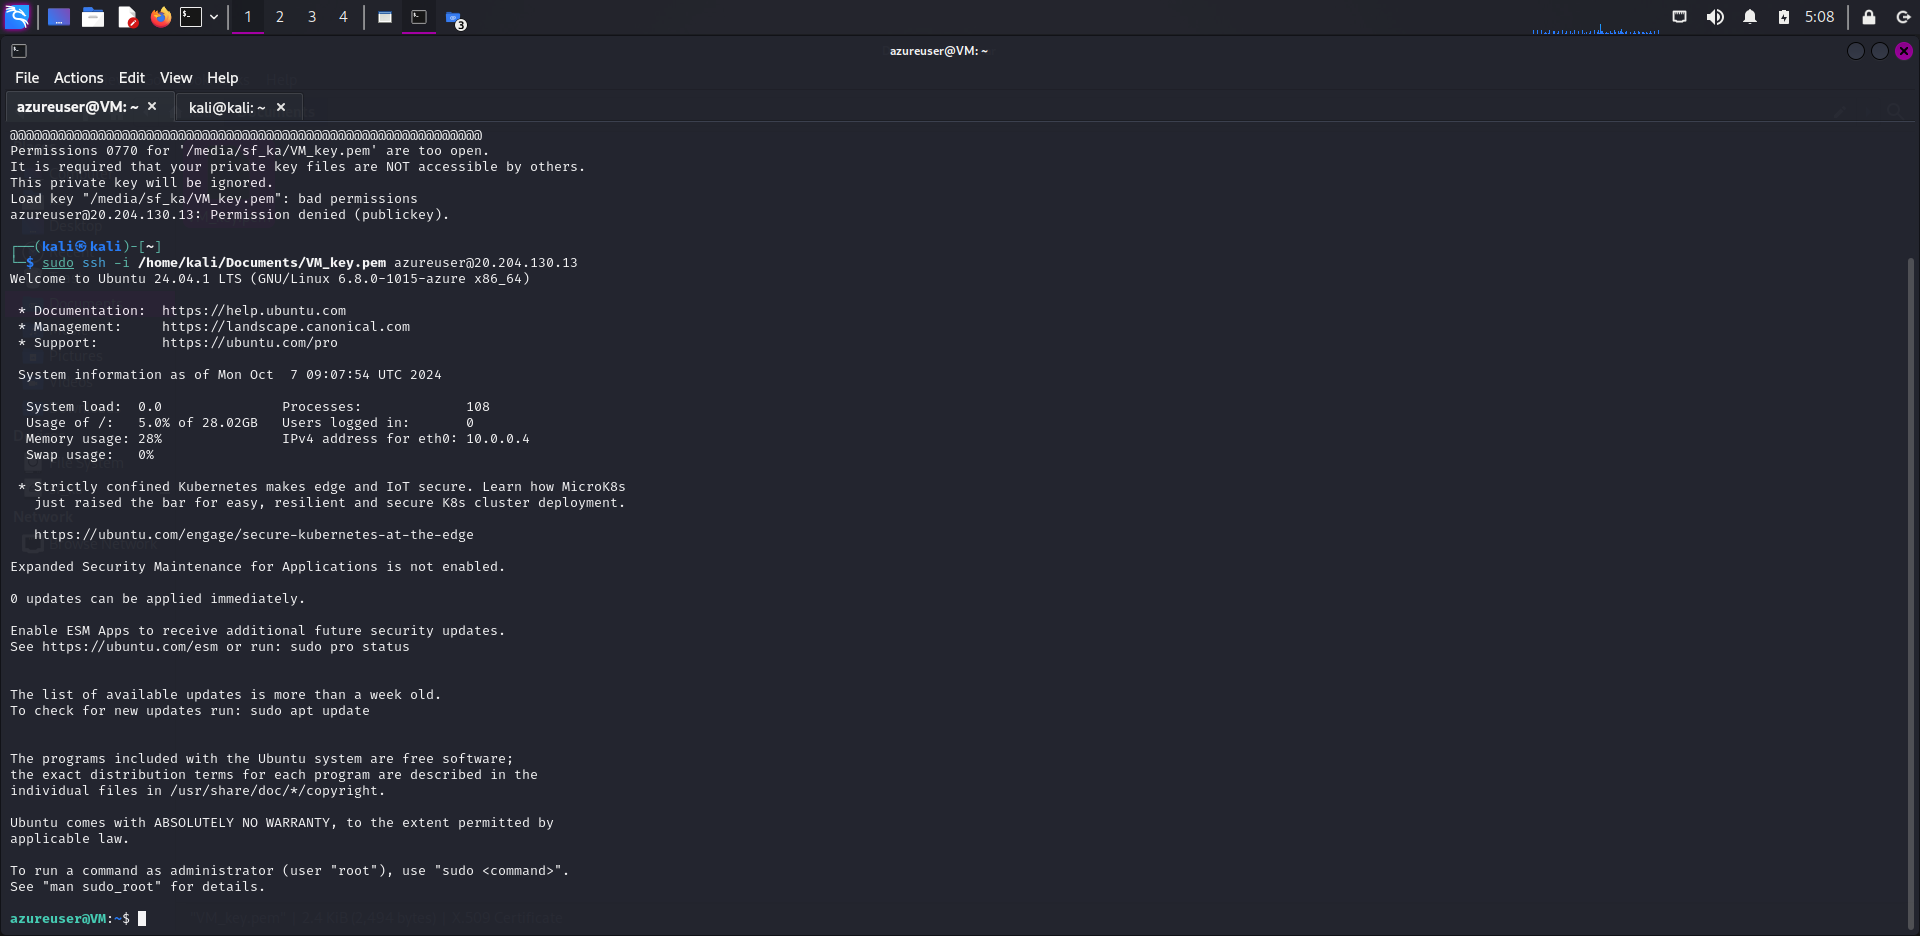 1 2 3 4
3
5:08
azureuser@VM: ~
File Actions Edit View Help
azureuser@VM: ~ × kali@kali: ~ ×
@@@@@@@@@@@@@@@@@@@@@@@@@@@@@@@@@@@@@@@@@@@@@@@@@@@@@@@@@@@
Permissions 0770 for '/media/sf_ka/VM_key.pem' are too open.
It is required that your private key files are NOT accessible by others.
This private key will be ignored.
Load key "/media/sf_ka/VM_key.pem": bad permissions
azureuser@20.204.130.13: Permission denied (publickey).
┌──(kali㉿kali)-[~]
└─$ sudo ssh -i /home/kali/Documents/VM_key.pem azureuser@20.204.130.13
Welcome to Ubuntu 24.04.1 LTS (GNU/Linux 6.8.0-1015-azure x86_64)
* Documentation:  https://help.ubuntu.com
* Management:     https://landscape.canonical.com
* Support:        https://ubuntu.com/pro
System information as of Mon Oct  7 09:07:54 UTC 2024
System load:  0.0               Processes:             108
Usage of /:   5.0% of 28.02GB   Users logged in:       0
Memory usage: 28%               IPv4 address for eth0: 10.0.0.4
Swap usage:   0%
* Strictly confined Kubernetes makes edge and IoT secure. Learn how MicroK8s
just raised the bar for easy, resilient and secure K8s cluster deployment.
https://ubuntu.com/engage/secure-kubernetes-at-the-edge
Expanded Security Maintenance for Applications is not enabled.
0 updates can be applied immediately.
Enable ESM Apps to receive additional future security updates.
See https://ubuntu.com/esm or run: sudo pro status
The list of available updates is more than a week old.
To check for new updates run: sudo apt update
The programs included with the Ubuntu system are free software;
the exact distribution terms for each program are described in the
individual files in /usr/share/doc/*/copyright.
Ubuntu comes with ABSOLUTELY NO WARRANTY, to the extent permitted by
applicable law.
To run a command as administrator (user "root"), use "sudo <command>".
See "man sudo_root" for details.
azureuser@VM:~$